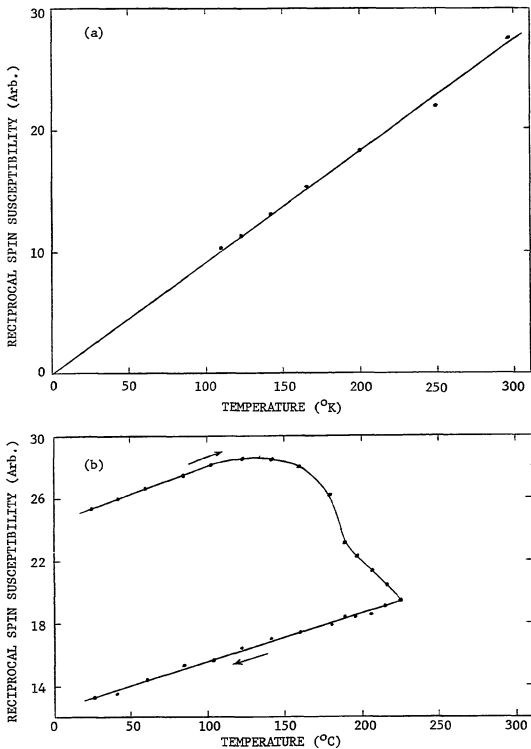 30
(a)
20
10
0
RECIPROCAL SPIN SUSCEPTIBILITY (Arb.)
0 50 100 150 200 250 300
TEMPERATURE (°K)
30
(b)
26
22
18
14
RECIPROCAL SPIN SUSCEPTIBILITY (Arb.)
0 50 100 150 200 250 300
TEMPERATURE (°C)